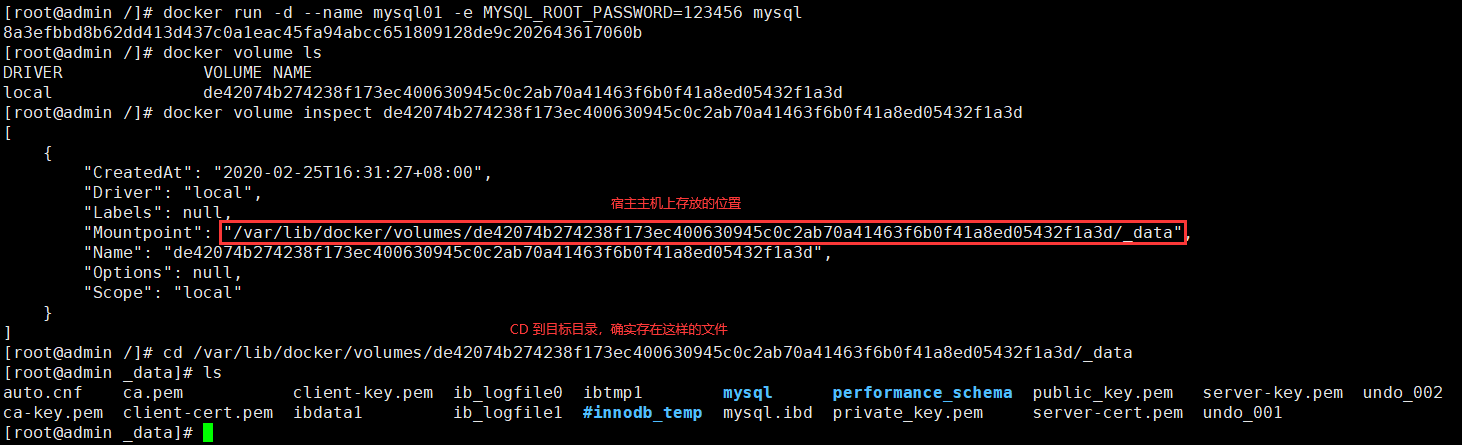 [root@admin /]# docker run -d --name mysql01 -e MYSQL_ROOT_PASSWORD=123456 mysql
8a3efbbd8b62dd413d437c0a1eac45fa94abcc651809128de9c202643617060b
[root@admin /]# docker volume ls
DRIVER              VOLUME NAME
local               de42074b274238f173ec400630945c0c2ab70a41463f6b0f41a8ed05432f1a3d
[root@admin /]# docker volume inspect de42074b274238f173ec400630945c0c2ab70a41463f6b0f41a8ed05432f1a3d
[
    {
        "CreatedAt": "2020-02-25T16:31:27+08:00",
        "Driver": "local",
宿主主机上存放的位置
        "Labels": null,
        "Mountpoint": "/var/lib/docker/volumes/de42074b274238f173ec400630945c0c2ab70a41463f6b0f41a8ed05432f1a3d/_data",
        "Name": "de42074b274238f173ec400630945c0c2ab70a41463f6b0f41a8ed05432f1a3d",
        "Options": null,
        "Scope": "local"
    }
]
CD 到目标目录，确实存在这样的文件
[root@admin /]# cd /var/lib/docker/volumes/de42074b274238f173ec400630945c0c2ab70a41463f6b0f41a8ed05432f1a3d/_data
[root@admin _data]# ls
auto.cnf    ca.pem           client-key.pem  ib_logfile0  ibtmp1        mysql      performance_schema  public_key.pem   server-key.pem  undo_002
ca-key.pem  client-cert.pem  ibdata1         ib_logfile1  #innodb_temp  mysql.ibd  private_key.pem     server-cert.pem  undo_001
[root@admin _data]#